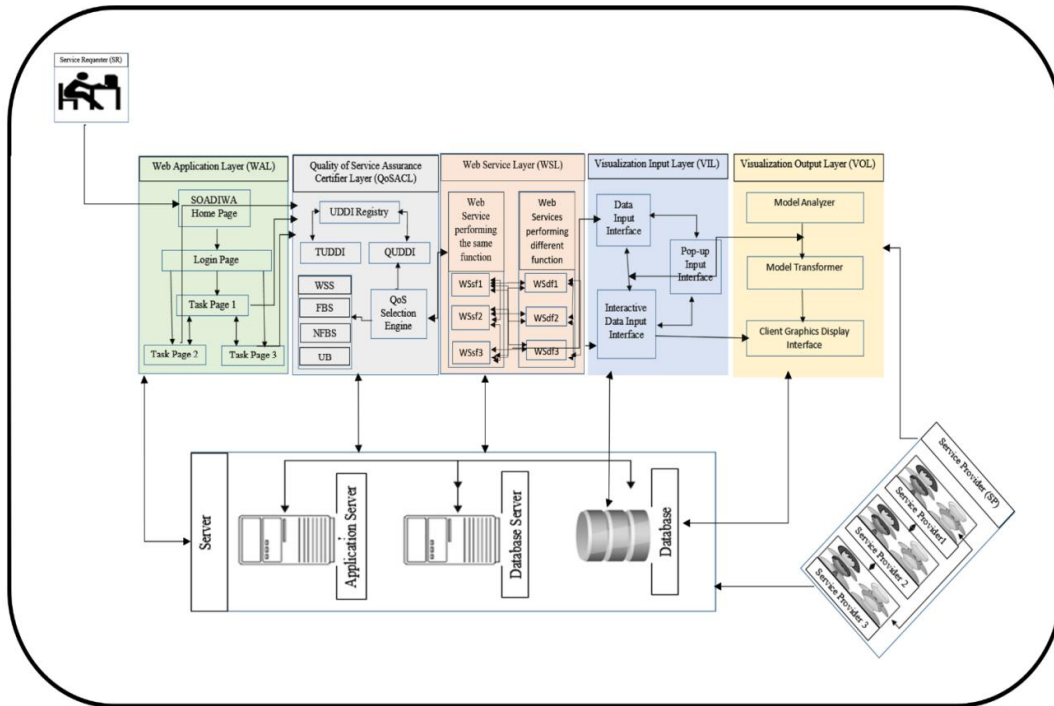 Service Requester (SR)
Web Application Layer (WAL)
SOADIWA
Home Page
Login Page
Task Page 1
Task Page 2
Task Page 3
Quality of Service Assurance
Certifier Layer (QoSACL)
UDDI Registry
TUDDI
QUDDI
WSS
FBS
NFBS
UB
QoS
Selection
Engine
Web Service Layer (WSL)
Web
Service
performing
the same
function
WSsf1
WSsf2
WSsf3
Web
Services
performing
different
function
WSdf1
WSdf2
WSdf3
Visualization Input Layer (VIL)
Data
Input
Interface
Pop-up
Input
Interface
Interactive
Data Input
Interface
Visualization Output Layer (VOL)
Model Analyzer
Model Transformer
Client Graphics Display
Interface
Server
Application Server
Database Server
Database
Service Provider (SP)
Service Provider1
Service Provider 2
Service Provider 3